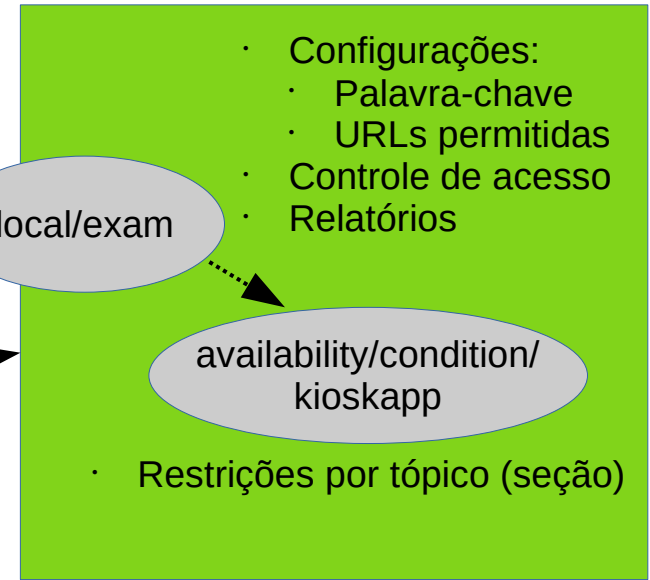 · Configurações:
· Palavra-chave
· URLs permitidas
· Controle de acesso
· Relatórios
local/exam
availability/condition/
kioskapp
· Restrições por tópico (seção)